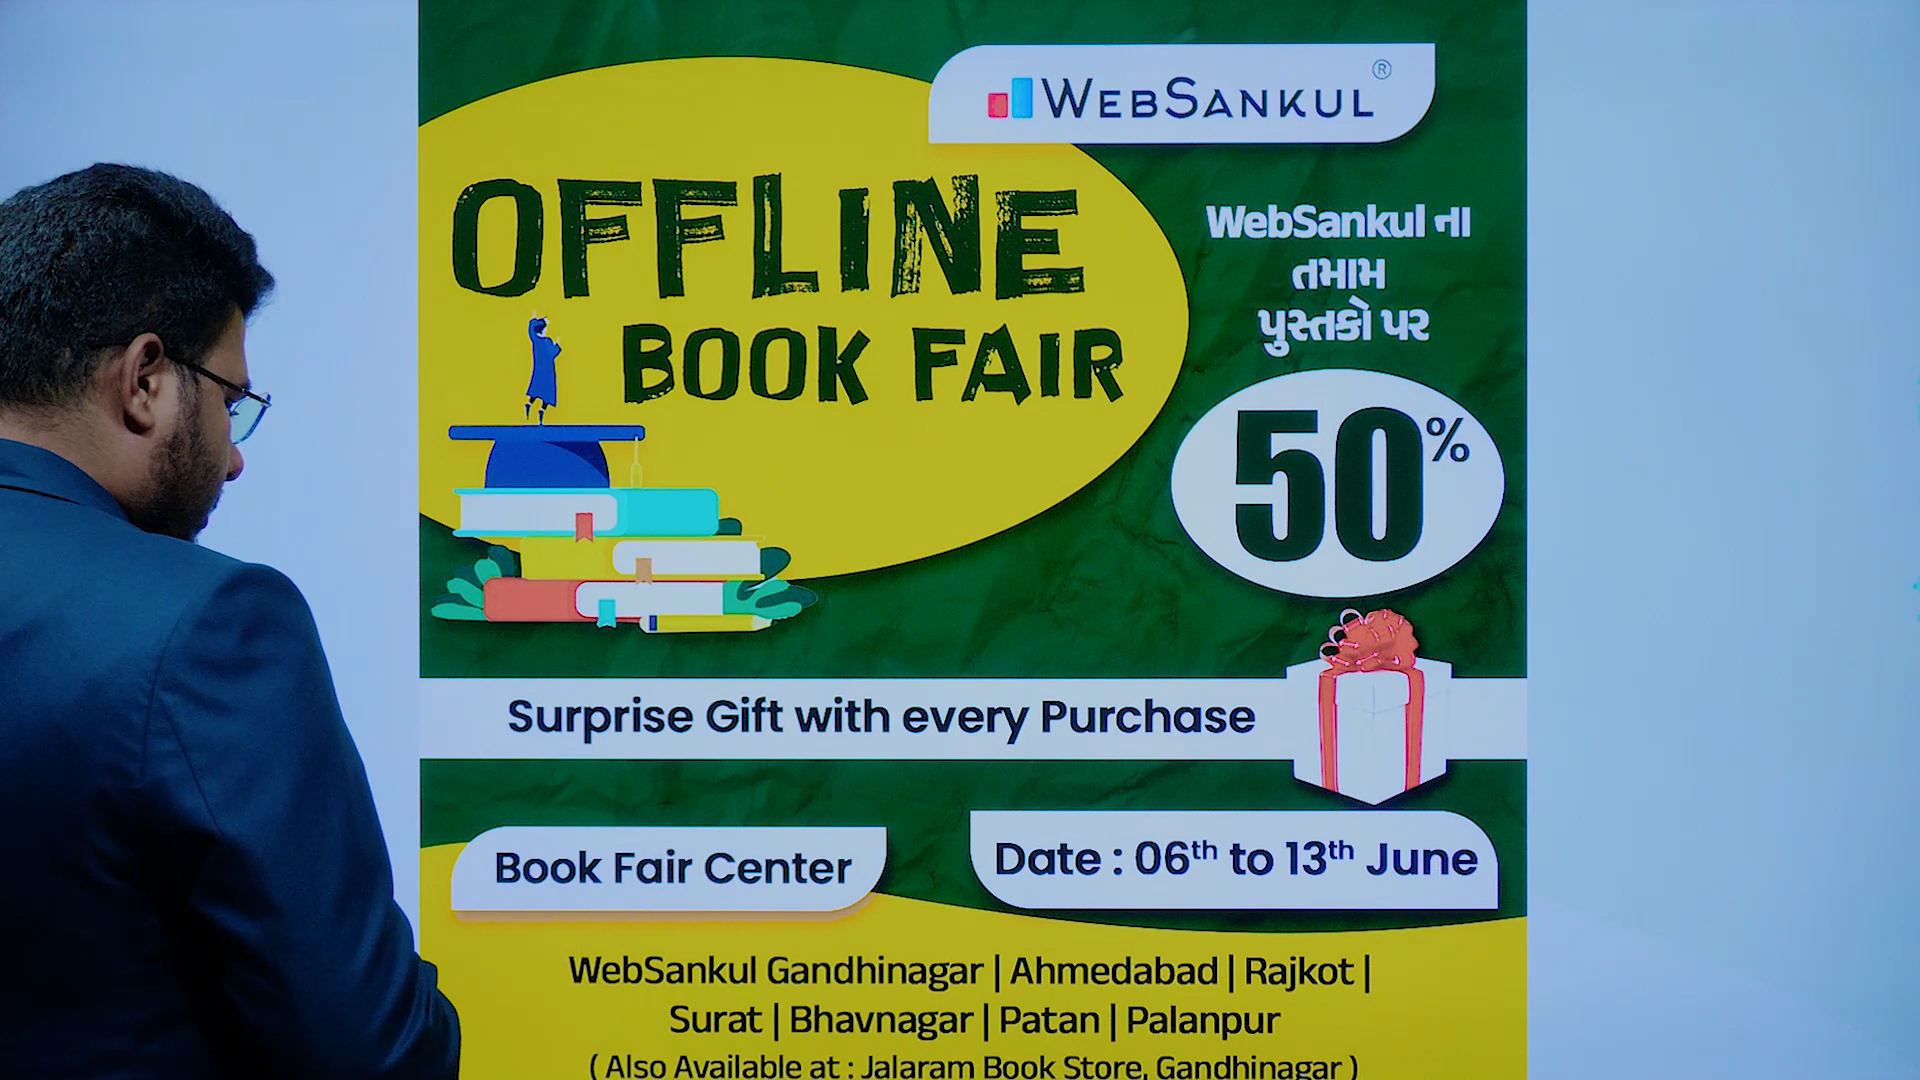 WEBSANKUL®
OFFLINE
BOOK FAIR
WebSankul ના
તમામ
પુસ્તકો પર
50%
Surprise Gift with every Purchase
Book Fair Center
Date : 06th to 13th June
WebSankul Gandhinagar | Ahmedabad | Rajkot |
Surat | Bhavnagar | Patan | Palanpur
( Also Available at : Jalaram Book Store, Gandhinagar )